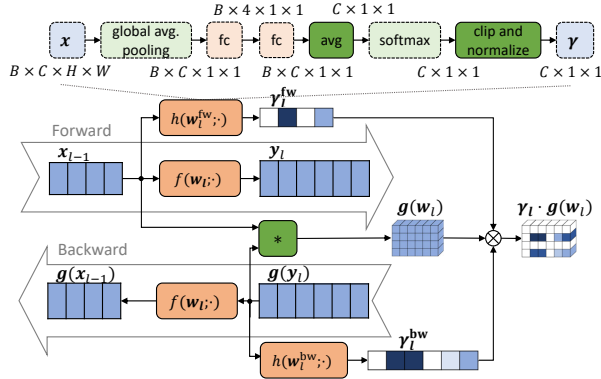 B × 4 × 1 × 1
C × 1 × 1
x
global avg. pooling
fc
fc
avg
softmax
clip and normalize
γ
B × C × H × W
B × C × 1 × 1
B × C × 1 × 1
C × 1 × 1
C × 1 × 1
γ_l^fw
h(w_l^fw;·)
Forward
x_{l−1}
f(w_l;·)
y_l
g(w_l)
γ_l · g(w_l)
*
⊗
Backward
g(x_{l−1})
f(w_l;·)
g(y_l)
γ_l^bw
h(w_l^bw;·)